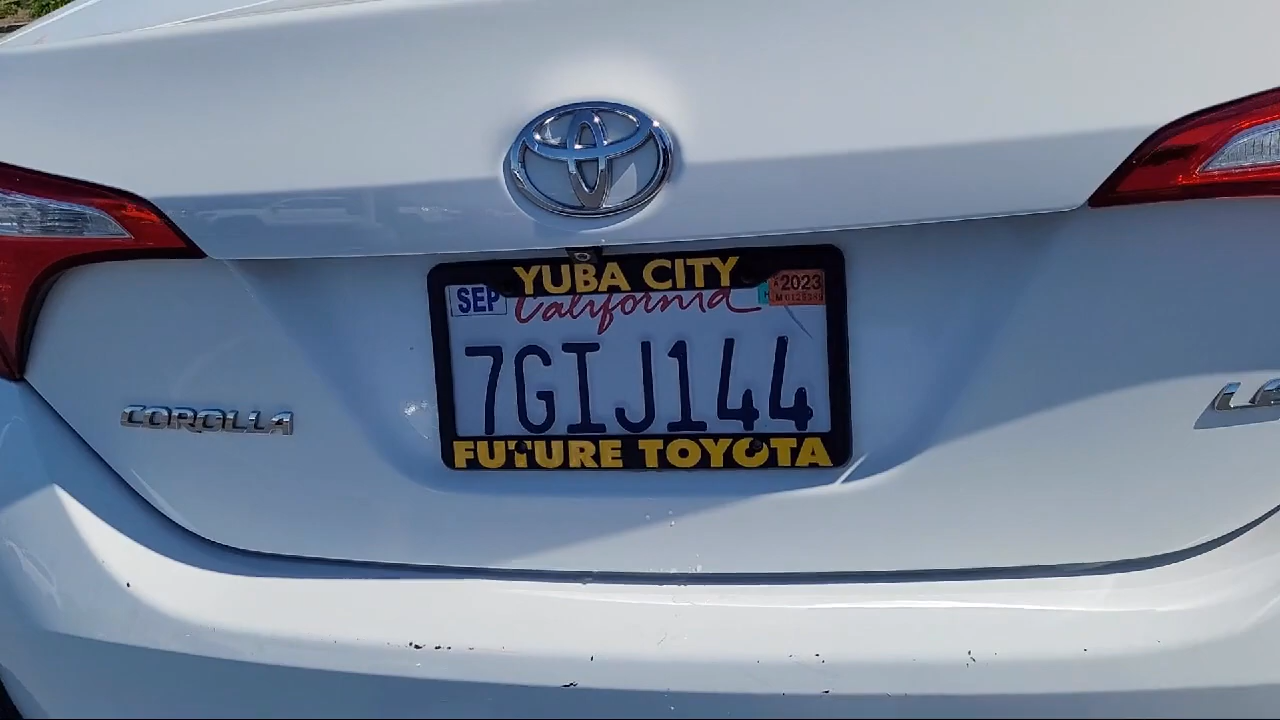 YUBA CITY
SEP California 2023
7GIJ144
FUTURE TOYOTA
COROLLA